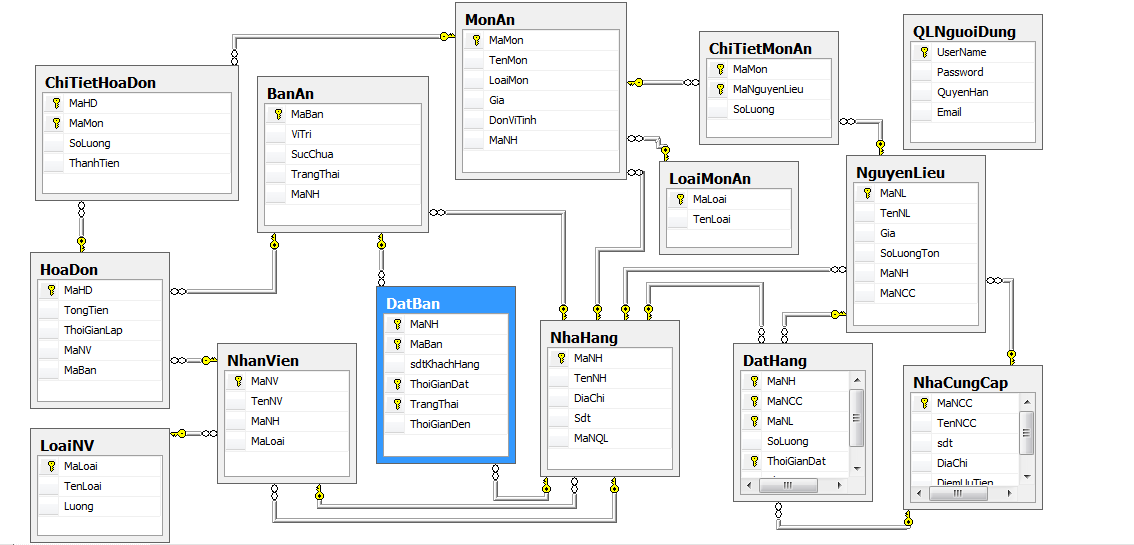 MonAn
MaMon
TenMon
LoaiMon
Gia
DonViTinh
MaNH
ChiTietMonAn
MaMon
MaNguyenLieu
SoLuong
QLNguoiDung
UserName
Password
QuyenHan
Email
ChiTietHoaDon
MaHD
MaMon
SoLuong
ThanhTien
BanAn
MaBan
ViTri
SucChua
TrangThai
MaNH
LoaiMonAn
MaLoai
TenLoai
NguyenLieu
MaNL
TenNL
Gia
SoLuongTon
MaNH
MaNCC
HoaDon
MaHD
TongTien
ThoiGianLap
MaNV
MaBan
DatBan
MaNH
MaBan
sdtKhachHang
ThoiGianDat
TrangThai
ThoiGianDen
NhaHang
MaNH
TenNH
DiaChi
Sdt
MaNQL
NhanVien
MaNV
TenNV
MaNH
MaLoai
DatHang
MaNH
MaNCC
MaNL
SoLuong
ThoiGianDat
NhaCungCap
MaNCC
TenNCC
sdt
DiaChi
DiemUuTien
LoaiNV
MaLoai
TenLoai
Luong